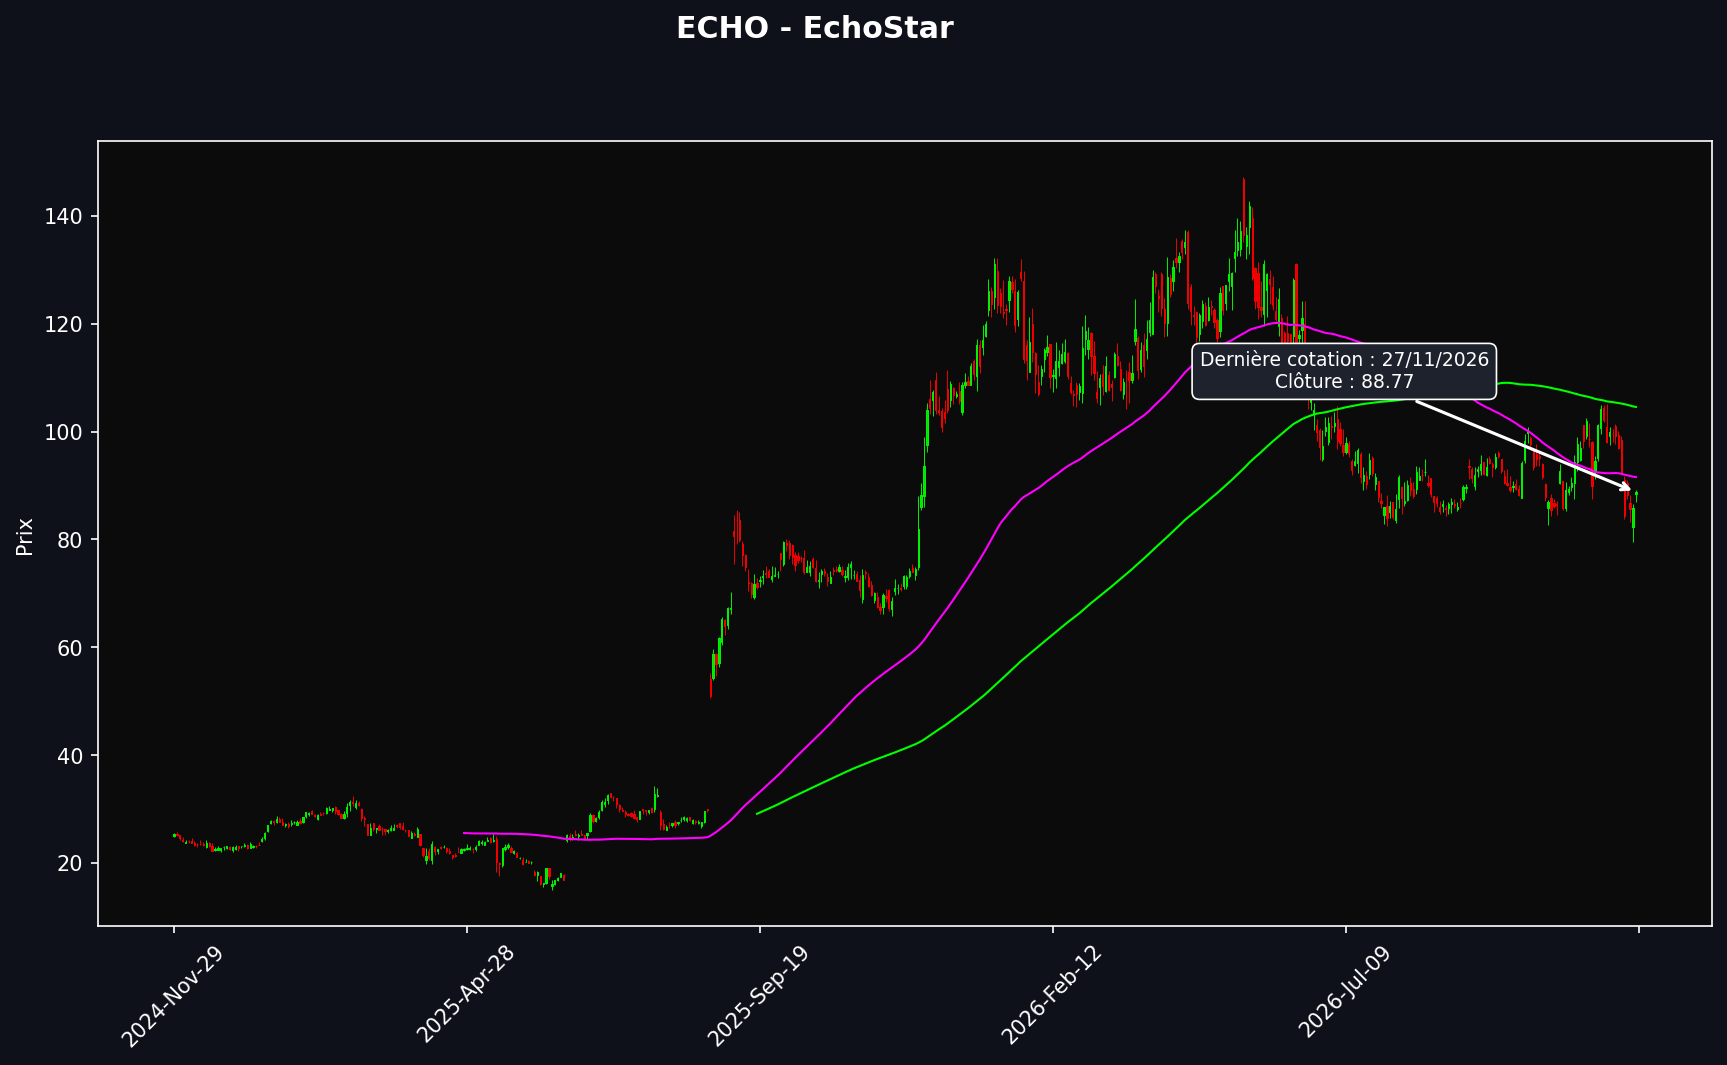 ECHO - EchoStar
Prix
140
120
100
80
60
40
20
Dernière cotation : 27/11/2026
Clôture : 88.77
2024-Nov-29
2025-Apr-28
2025-Sep-19
2026-Feb-12
2026-Jul-09